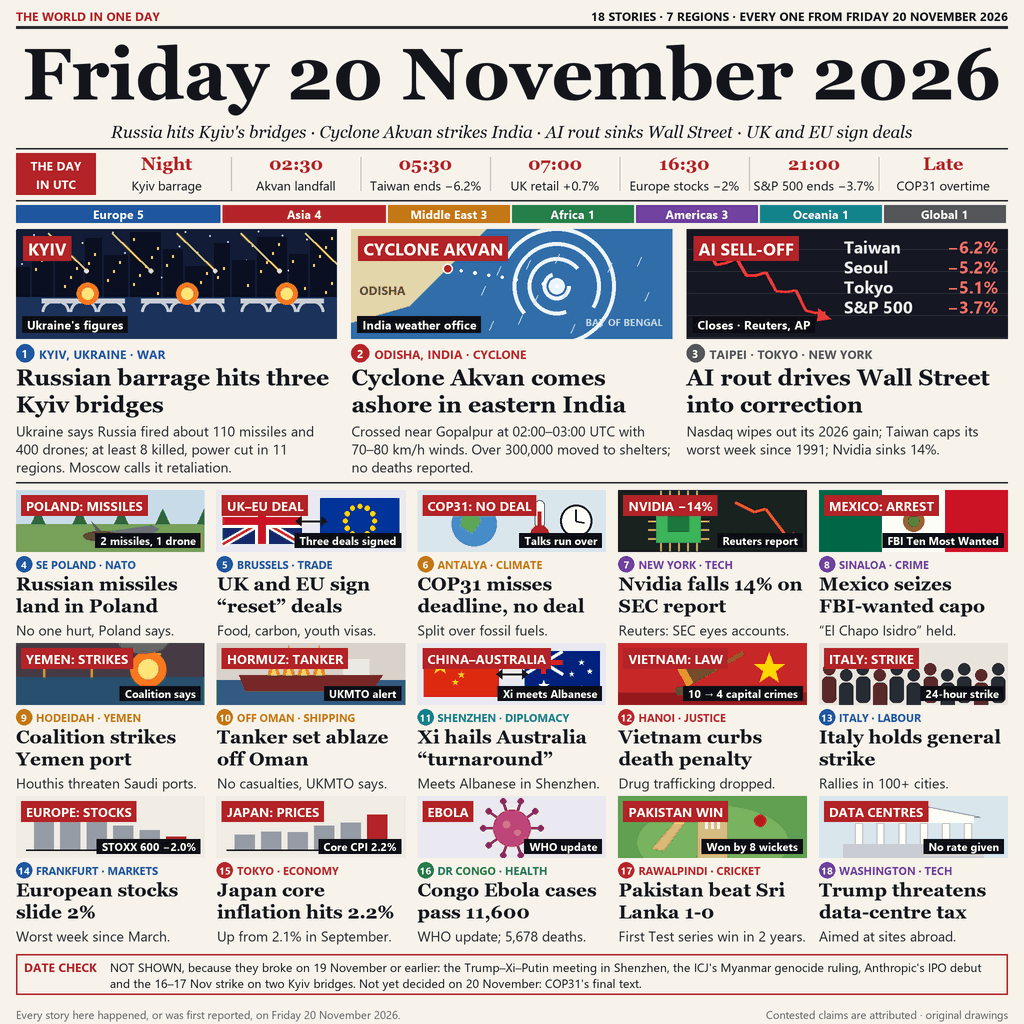 THE WORLD IN ONE DAY
18 STORIES · 7 REGIONS · EVERY ONE FROM FRIDAY 20 NOVEMBER 2026
Friday 20 November 2026
Russia hits Kyiv's bridges · Cyclone Akvan strikes India · AI rout sinks Wall Street · UK and EU sign deals
THE DAY
IN UTC
Night
Kyiv barrage
02:30
Akvan landfall
05:30
Taiwan ends −6.2%
07:00
UK retail +0.7%
16:30
Europe stocks −2%
21:00
S&P 500 ends −3.7%
Late
COP31 overtime
Europe 5
Asia 4
Middle East 3
Africa 1
Americas 3
Oceania 1
Global 1
KYIV
Ukraine's figures
1 KYIV, UKRAINE · WAR
Russian barrage hits three
Kyiv bridges
Ukraine says Russia fired about 110 missiles and
400 drones; at least 8 killed, power cut in 11
regions. Moscow calls it retaliation.
CYCLONE AKVAN
ODISHA
India weather office
BAY OF BENGAL
2 ODISHA, INDIA · CYCLONE
Cyclone Akvan comes
ashore in eastern India
Crossed near Gopalpur at 02:00–03:00 UTC with
70–80 km/h winds. Over 300,000 moved to shelters;
no deaths reported.
AI SELL-OFF
Taiwan −6.2%
Seoul −5.2%
Tokyo −5.1%
S&P 500 −3.7%
Closes · Reuters, AP
3 TAIPEI · TOKYO · NEW YORK
AI rout drives Wall Street
into correction
Nasdaq wipes out its 2026 gain; Taiwan caps its
worst week since 1991; Nvidia sinks 14%.
POLAND: MISSILES
2 missiles, 1 drone
4 SE POLAND · NATO
Russian missiles
land in Poland
No one hurt, Poland says.
UK–EU DEAL
Three deals signed
5 BRUSSELS · TRADE
UK and EU sign
“reset” deals
Food, carbon, youth visas.
COP31: NO DEAL
Talks run over
6 ANTALYA · CLIMATE
COP31 misses
deadline, no deal
Split over fossil fuels.
NVIDIA −14%
Reuters report
7 NEW YORK · TECH
Nvidia falls 14% on
SEC report
Reuters: SEC eyes accounts.
MEXICO: ARREST
FBI Ten Most Wanted
8 SINALOA · CRIME
Mexico seizes
FBI-wanted capo
“El Chapo Isidro” held.
YEMEN: STRIKES
Coalition says
9 HODEIDAH · YEMEN
Coalition strikes
Yemen port
Houthis threaten Saudi ports.
HORMUZ: TANKER
UKMTO alert
10 OFF OMAN · SHIPPING
Tanker set ablaze
off Oman
No casualties, UKMTO says.
CHINA–AUSTRALIA
Xi meets Albanese
11 SHENZHEN · DIPLOMACY
Xi hails Australia
“turnaround”
Meets Albanese in Shenzhen.
VIETNAM: LAW
10 → 4 capital crimes
12 HANOI · JUSTICE
Vietnam curbs
death penalty
Drug trafficking dropped.
ITALY: STRIKE
24-hour strike
13 ITALY · LABOUR
Italy holds general
strike
Rallies in 100+ cities.
EUROPE: STOCKS
STOXX 600 −2.0%
14 FRANKFURT · MARKETS
European stocks
slide 2%
Worst week since March.
JAPAN: PRICES
Core CPI 2.2%
15 TOKYO · ECONOMY
Japan core
inflation hits 2.2%
Up from 2.1% in September.
EBOLA
WHO update
16 DR CONGO · HEALTH
Congo Ebola cases
pass 11,600
WHO update; 5,678 deaths.
PAKISTAN WIN
Won by 8 wickets
17 RAWALPINDI · CRICKET
Pakistan beat Sri
Lanka 1-0
First Test series win in 2 years.
DATA CENTRES
No rate given
18 WASHINGTON · TECH
Trump threatens
data-centre tax
Aimed at sites abroad.
DATE CHECK
NOT SHOWN, because they broke on 19 November or earlier: the Trump–Xi–Putin meeting in Shenzhen, the ICJ's Myanmar genocide ruling, Anthropic's IPO debut
and the 16–17 Nov strike on two Kyiv bridges. Not yet decided on 20 November: COP31's final text.
Every story here happened, or was first reported, on Friday 20 November 2026.
Contested claims are attributed · original drawings